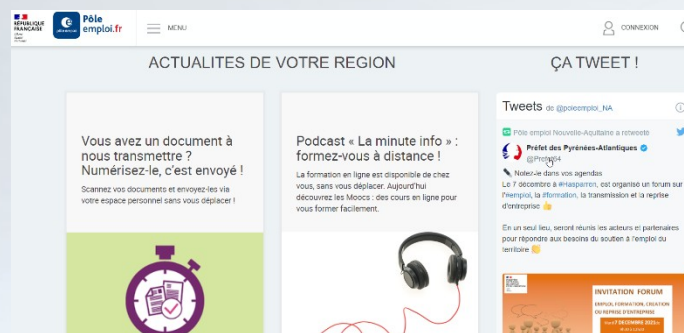 RÉPUBLIQUE
FRANÇAISE
Pôle
emploi.fr
MENU
CONNEXION
ACTUALITES DE VOTRE REGION
ÇA TWEET !
Vous avez un document à
nous transmettre ?
Numérisez-le, c'est envoyé !
Scannez vos documents et envoyez-les via
votre espace personnel sans vous déplacer !
Podcast « La minute info » :
formez-vous à distance !
La formation en ligne est disponible de chez
vous, sans vous déplacer. Aujourd'hui
découvrez les Moocs : des cours en ligne pour
vous former facilement.
Tweets de @poleemploi_NA
Pôle emploi Nouvelle-Aquitaine a retweeté
Préfet des Pyrénées-Atlantiques
@Prefet64
Notez-le dans vos agendas
Le 7 décembre à #Hasparren, est organisé un forum sur
l'#emploi, la #formation, la transmission et la reprise
d'entreprise
En un seul lieu, seront réunis les acteurs et partenaires
pour répondre aux besoins du soutien à l'emploi du
territoire
INVITATION FORUM
EMPLOI, FORMATION, CREATION
OU REPRISE D'ENTREPRISE
7 DECEMBRE 2021